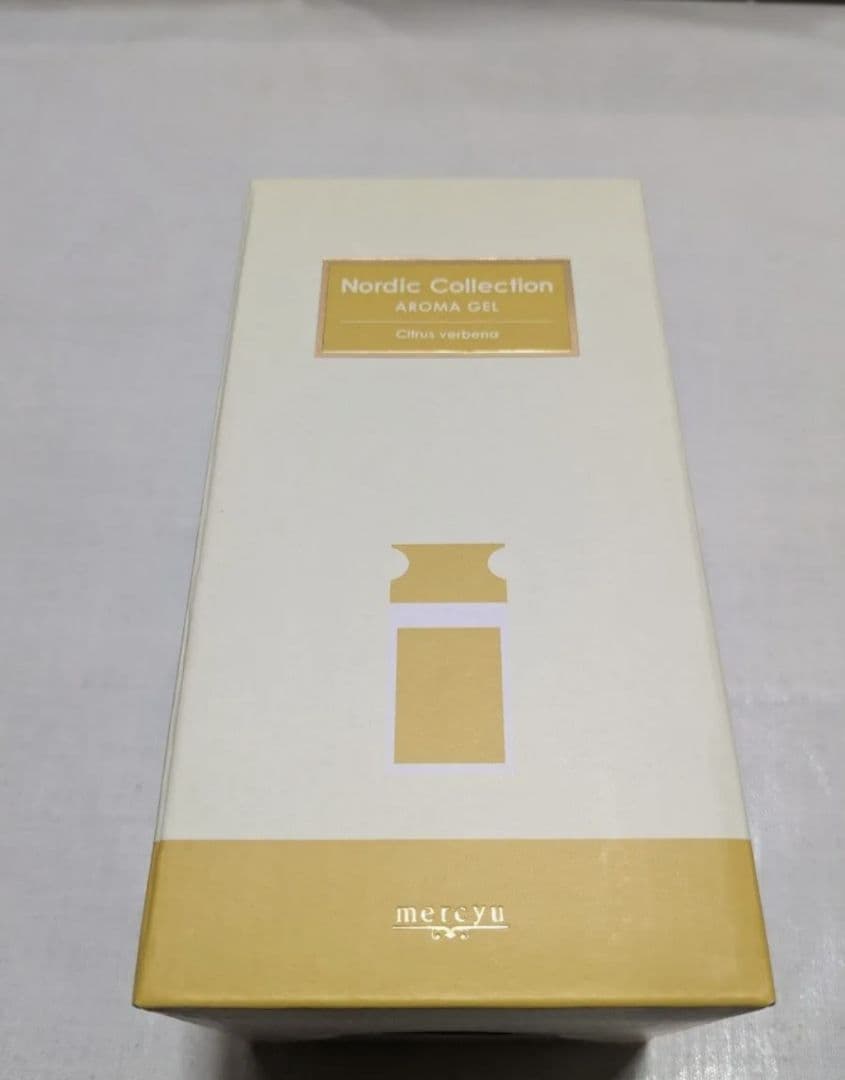 Nordic Collection
AROMA GEL
Citrus verbena
mercyu